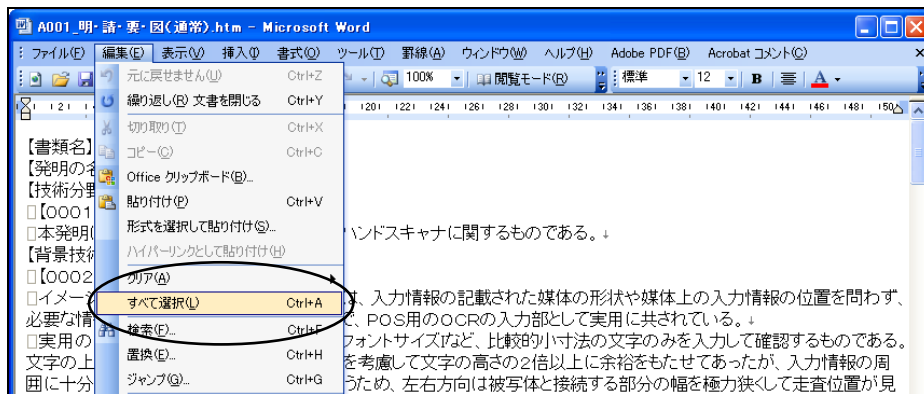 A001_明・請・要・図(通常).htm - Microsoft Word
ファイル(F) 編集(E) 表示(V) 挿入(I) 書式(O) ツール(T) 罫線(A) ウィンドウ(W) ヘルプ(H) Adobe PDF(B) Acrobat コメント(C)
100% 閲覧モード(R) 標準 12 B A
元に戻せません(U) Ctrl+Z
繰り返し(R) 文書を閉じる Ctrl+Y
切り取り(T) Ctrl+X
コピー(C) Ctrl+C
Office クリップボード(B)...
貼り付け(P) Ctrl+V
形式を選択して貼り付け(S)...
ハイパーリンクとして貼り付け(H)
クリア(A)
すべて選択(L) Ctrl+A
検索(F)... Ctrl+F
置換(E)... Ctrl+H
ジャンプ(G)... Ctrl+G
|2| |20| |22| |24| |26| |28| |30| |32| |34| |36| |38| |40| |42| |44| |46| |48| |50
【書類名】
【発明の名
【技術分野
【0001
本発明 ハンドスキャナに関するものである。↓
【背景技術
【0002
イメージ 、入力情報の記載された媒体の形状や媒体上の入力情報の位置を問わず、
必要な情 、POS用のOCRの入力部として実用に共されている。↓
実用の フォントサイズなど、比較的小寸法の文字のみを入力して確認するものである。
文字の上 を考慮して文字の高さの2倍以上に余裕をもたせてあったが、入力情報の周
囲に十分 うため、左右方向は被写体と接続する部分の幅を極力狭くして走査位置が見